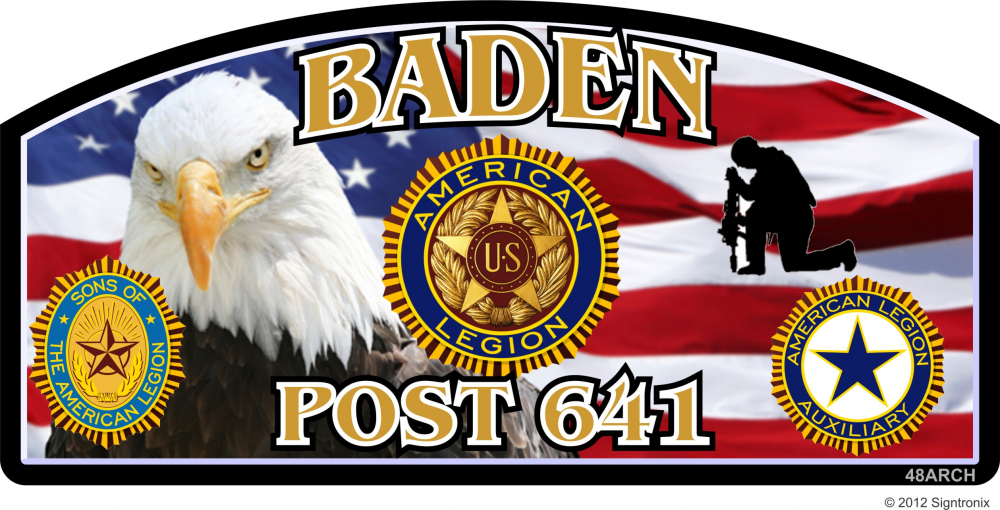 BADEN
AMERICAN
LEGION
U·S
SONS OF
THE AMERICAN LEGION
AMERICAN LEGION
AUXILIARY
POST 641
48ARCH
© 2012 Signtronix